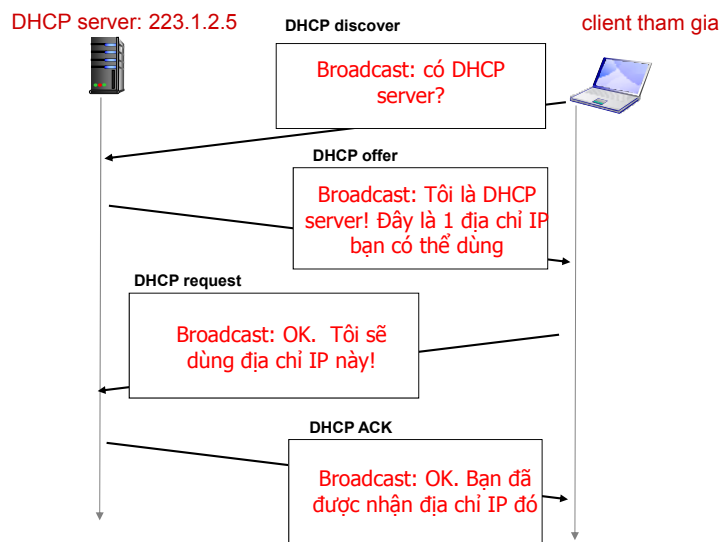 DHCP server: 223.1.2.5
DHCP discover
client tham gia
Broadcast: có DHCP
server?
DHCP offer
Broadcast: Tôi là DHCP
server! Đây là 1 địa chỉ IP
bạn có thể dùng
DHCP request
Broadcast: OK. Tôi sẽ
dùng địa chỉ IP này!
DHCP ACK
Broadcast: OK. Bạn đã
được nhận địa chỉ IP đó